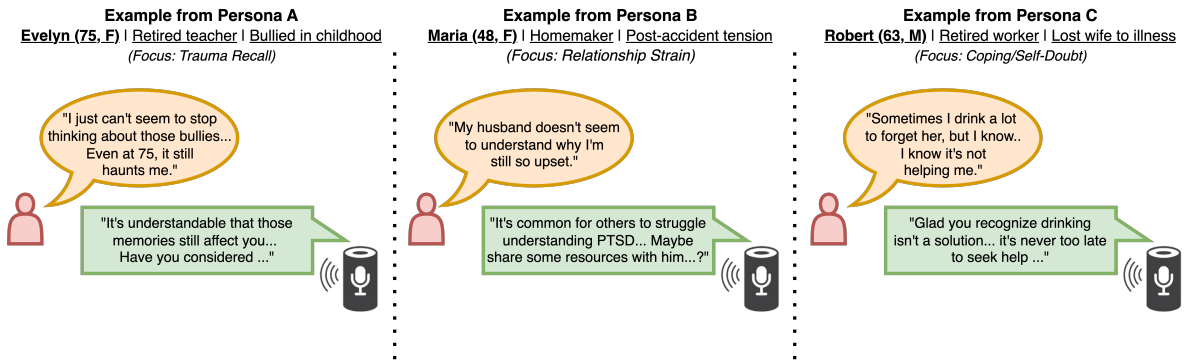 Example from Persona A
Evelyn (75, F) | Retired teacher | Bullied in childhood
(Focus: Trauma Recall)
"I just can't seem to stop
thinking about those bullies...
Even at 75, it still
haunts me."
"It's understandable that those
memories still affect you...
Have you considered ..."
Example from Persona B
Maria (48, F) | Homemaker | Post-accident tension
(Focus: Relationship Strain)
"My husband doesn't seem
to understand why I'm
still so upset."
"It's common for others to struggle
understanding PTSD... Maybe
share some resources with him...?"
Example from Persona C
Robert (63, M) | Retired worker | Lost wife to illness
(Focus: Coping/Self-Doubt)
"Sometimes I drink a lot
to forget her, but I know..
I know it's not
helping me."
"Glad you recognize drinking
isn't a solution... it's never too late
to seek help ..."